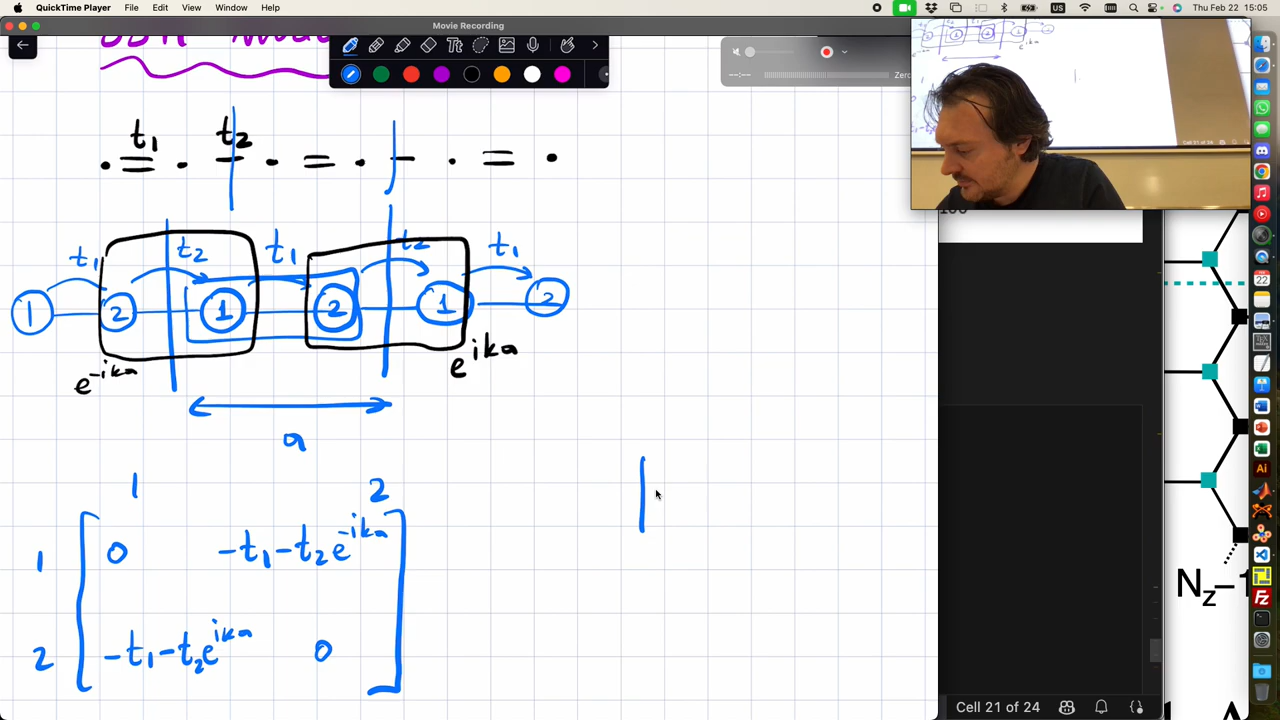 QuickTime Player File Edit View Window Help Thu Feb 22 15:05
Movie Recording
t₁ t₂
. = . - . = . - . = .
t₁ t₂ t₁ t₂ t₁
1 2 1 2 1 2
e^-ika e^ika
a
1 2
1 0 -t₁-t₂e^-ika
2 -t₁-t₂e^ika 0
Cell 21 of 24
N_z-1